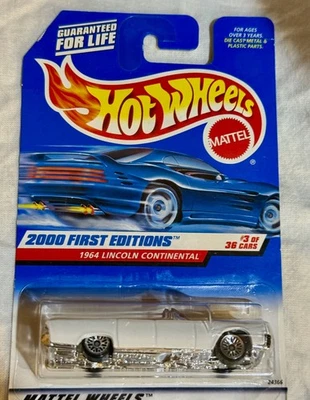 GUARANTEED
FOR LIFE
FOR AGES
OVER 3 YEARS
DIE CAST METAL &
PLASTIC PARTS.
Hot Wheels
MATTEL
®
2000 FIRST EDITIONS™
#3 OF
36 CARS
1964 LINCOLN CONTINENTAL
MATTEL WHEELS